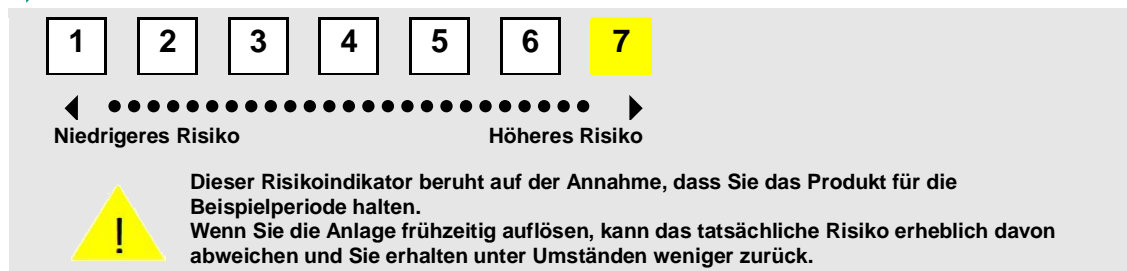 1 2 3 4 5 6 7
Niedrigeres Risiko Höheres Risiko
!
Dieser Risikoindikator beruht auf der Annahme, dass Sie das Produkt für die
Beispielperiode halten.
Wenn Sie die Anlage frühzeitig auflösen, kann das tatsächliche Risiko erheblich davon
abweichen und Sie erhalten unter Umständen weniger zurück.